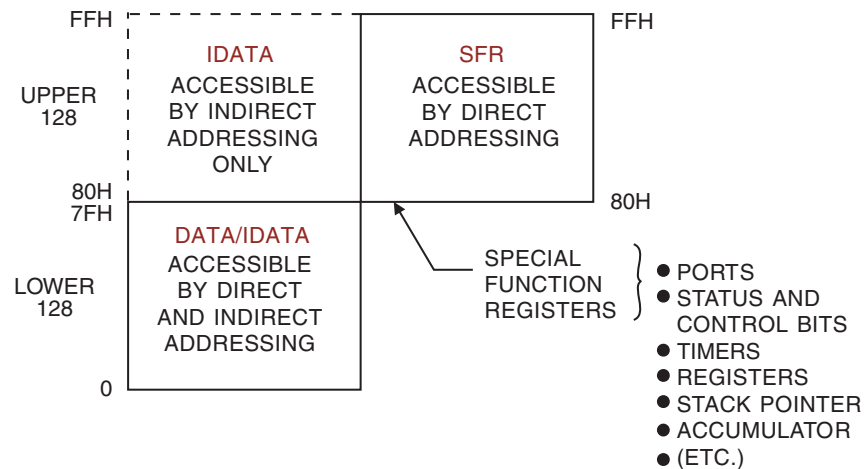 FFH
UPPER
128
80H
7FH
LOWER
128
0
IDATA
ACCESSIBLE
BY INDIRECT
ADDRESSING
ONLY
SFR
ACCESSIBLE
BY DIRECT
ADDRESSING
FFH
80H
DATA/IDATA
ACCESSIBLE
BY DIRECT
AND INDIRECT
ADDRESSING
SPECIAL
FUNCTION
REGISTERS
● PORTS
● STATUS AND
CONTROL BITS
● TIMERS
● REGISTERS
● STACK POINTER
● ACCUMULATOR
● (ETC.)